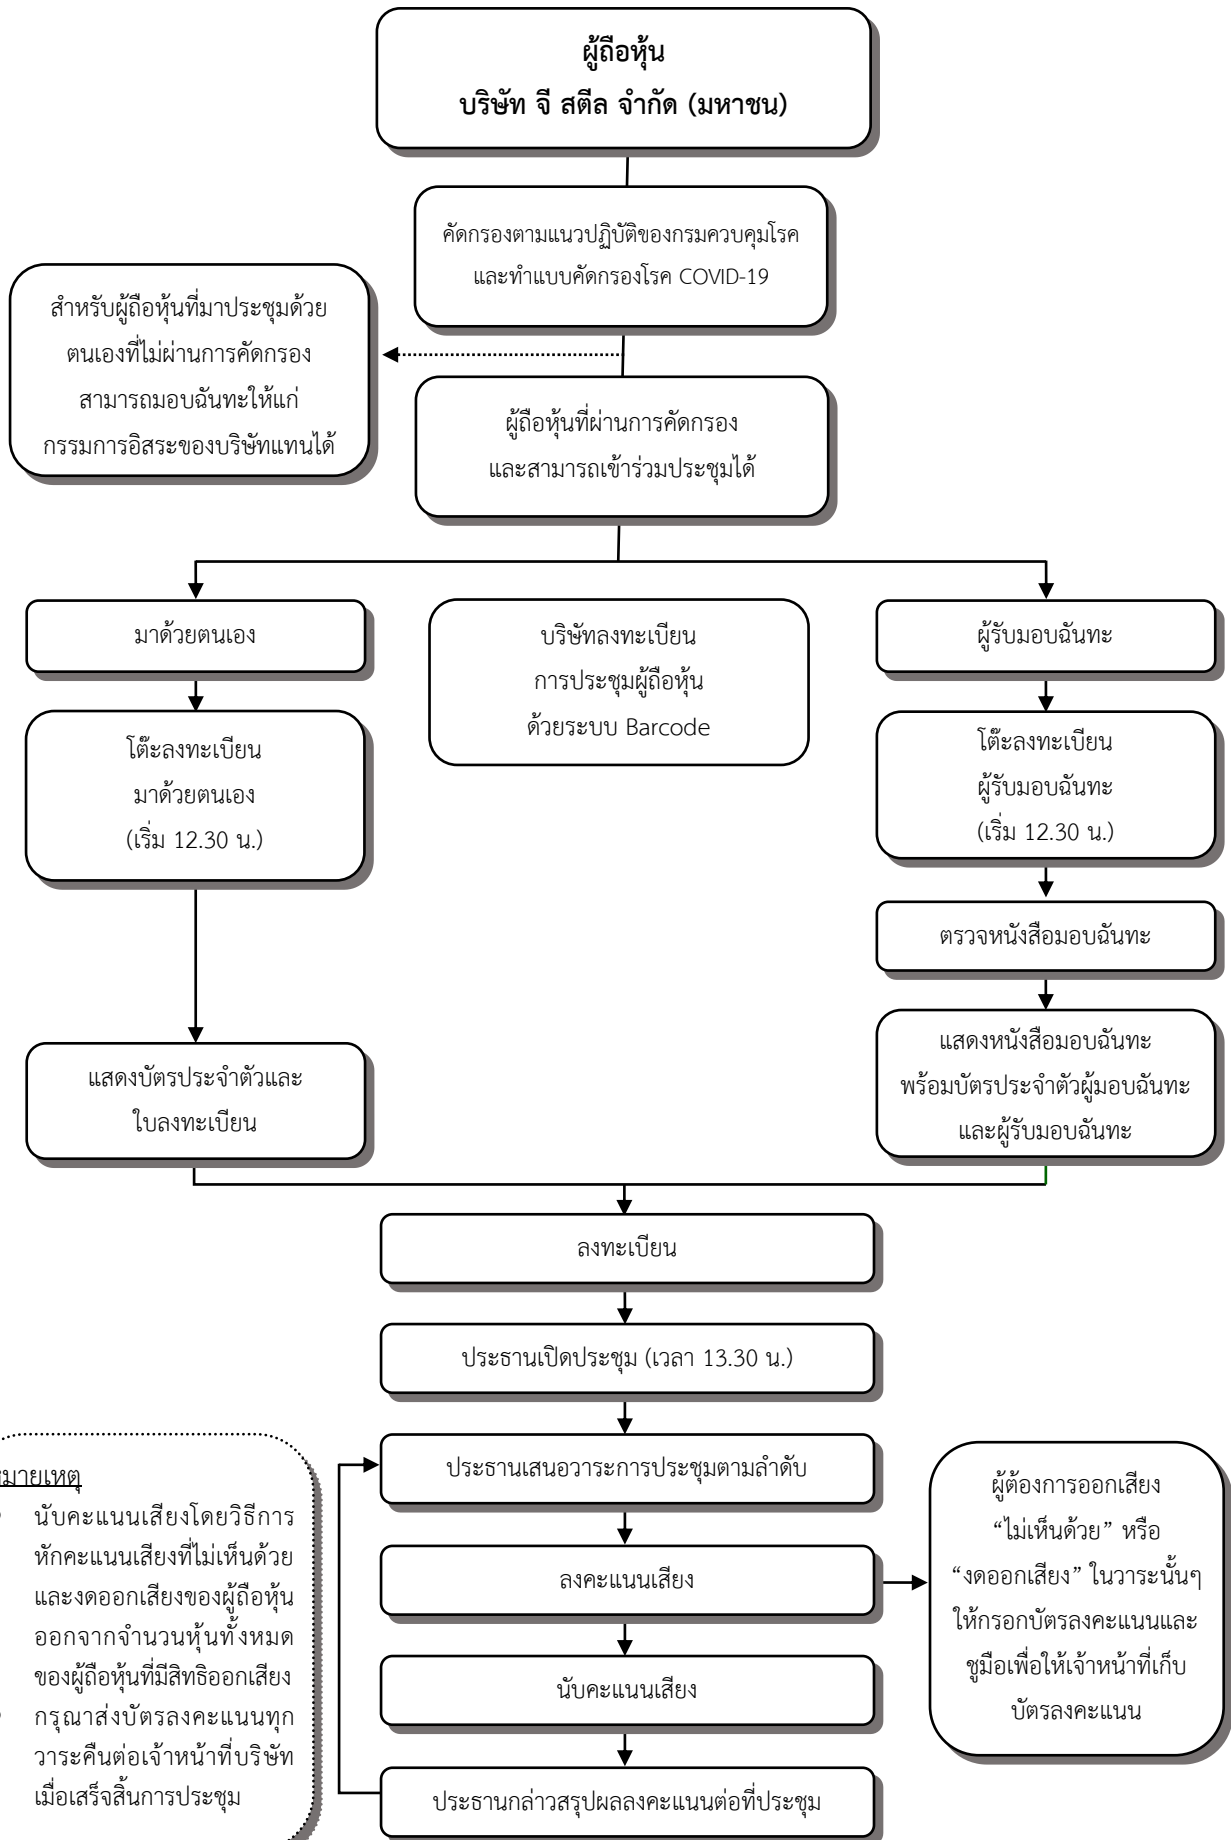 ผู้ถือหุ้น
บริษัท จี สตีล จำกัด (มหาชน)
คัดกรองตามแนวปฏิบัติของกรมควบคุมโรค
และทำแบบคัดกรองโรค COVID-19
สำหรับผู้ถือหุ้นที่มาประชุมด้วย
ตนเองที่ไม่ผ่านการคัดกรอง
สามารถมอบฉันทะให้แก่
กรรมการอิสระของบริษัทแทนได้
ผู้ถือหุ้นที่ผ่านการคัดกรอง
และสามารถเข้าร่วมประชุมได้
มาด้วยตนเอง
บริษัทลงทะเบียน
การประชุมผู้ถือหุ้น
ด้วยระบบ Barcode
ผู้รับมอบฉันทะ
โต๊ะลงทะเบียน
มาด้วยตนเอง
(เริ่ม 12.30 น.)
โต๊ะลงทะเบียน
ผู้รับมอบฉันทะ
(เริ่ม 12.30 น.)
ตรวจหนังสือมอบฉันทะ
แสดงบัตรประจำตัวและ
ใบลงทะเบียน
แสดงหนังสือมอบฉันทะ
พร้อมบัตรประจำตัวผู้มอบฉันทะ
และผู้รับมอบฉันทะ
ลงทะเบียน
ประธานเปิดประชุม (เวลา 13.30 น.)
ประธานเสนอวาระการประชุมตามลำดับ
ลงคะแนนเสียง
นับคะแนนเสียง
ประธานกล่าวสรุปผลลงคะแนนต่อที่ประชุม
ผู้ต้องการออกเสียง
“ไม่เห็นด้วย” หรือ
“งดออกเสียง” ในวาระนั้นๆ
ให้กรอกบัตรลงคะแนนและ
ชูมือเพื่อให้เจ้าหน้าที่เก็บ
บัตรลงคะแนน
หมายเหตุ
นับคะแนนเสียงโดยวิธีการ
หักคะแนนเสียงที่ไม่เห็นด้วย
และงดออกเสียงของผู้ถือหุ้น
ออกจากจำนวนหุ้นทั้งหมด
ของผู้ถือหุ้นที่มีสิทธิออกเสียง
กรุณาส่งบัตรลงคะแนนทุก
วาระคืนต่อเจ้าหน้าที่บริษัท
เมื่อเสร็จสิ้นการประชุม